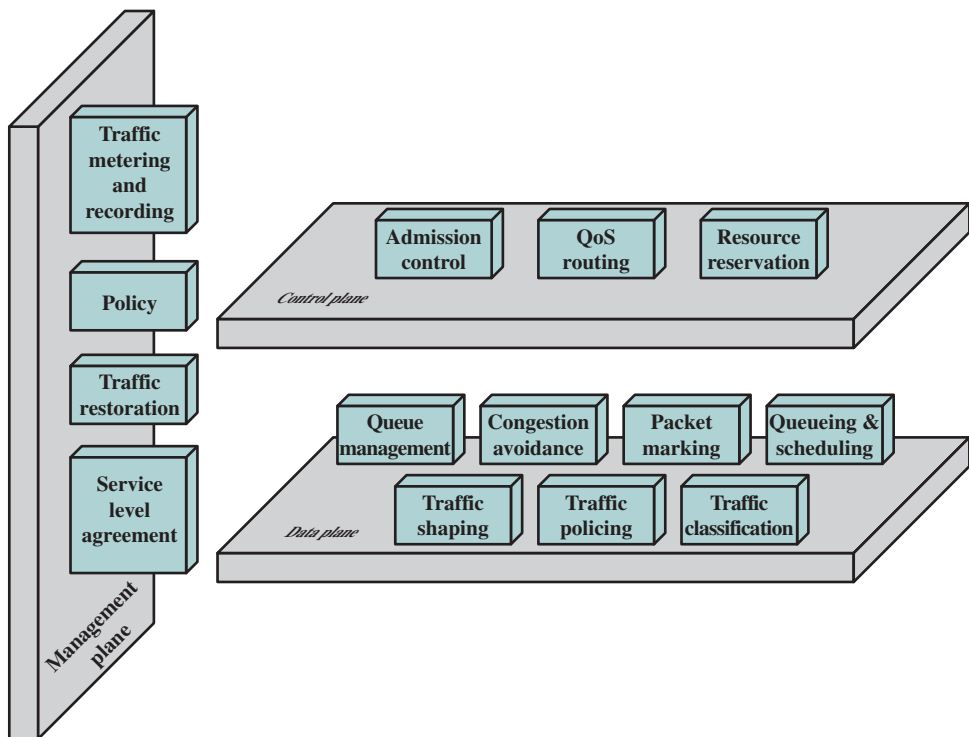 Traffic
metering
and
recording
Policy
Traffic
restoration
Service
level
agreement
Management
plane
Admission
control
QoS
routing
Resource
reservation
Control plane
Queue
management
Congestion
avoidance
Packet
marking
Queueing &
scheduling
Traffic
shaping
Traffic
policing
Traffic
classification
Data plane